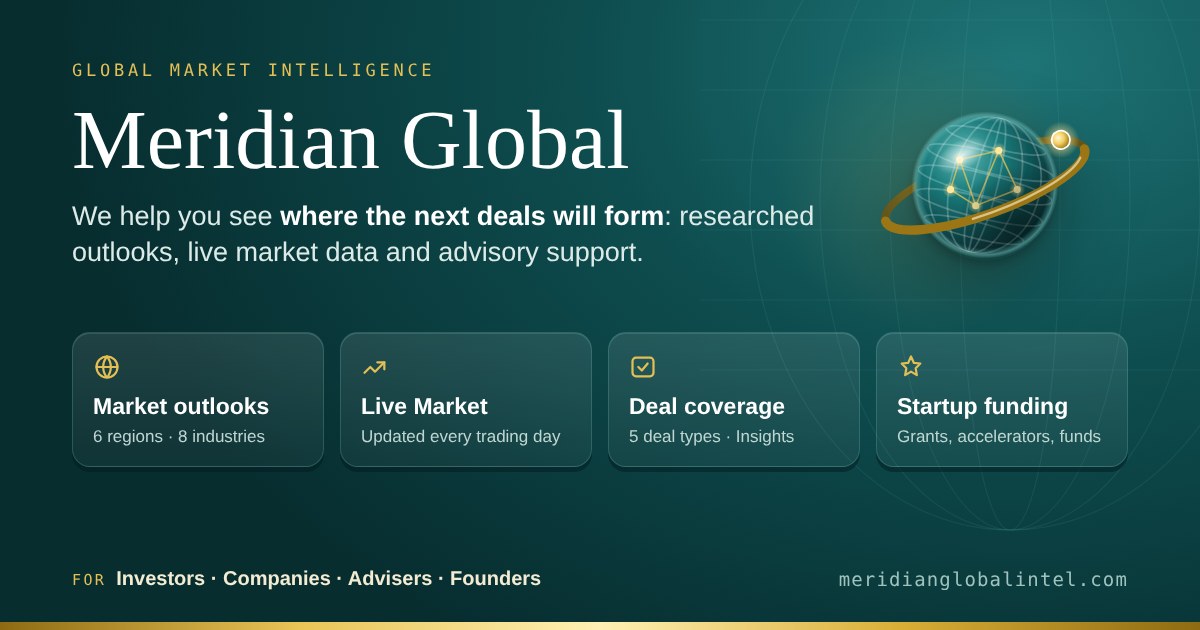 GLOBAL MARKET INTELLIGENCE
Meridian Global
We help you see where the next deals will form: researched
outlooks, live market data and advisory support.
Market outlooks
6 regions · 8 industries
Live Market
Updated every trading day
Deal coverage
5 deal types · Insights
Startup funding
Grants, accelerators, funds
FOR Investors · Companies · Advisers · Founders
meridianglobalintel.com